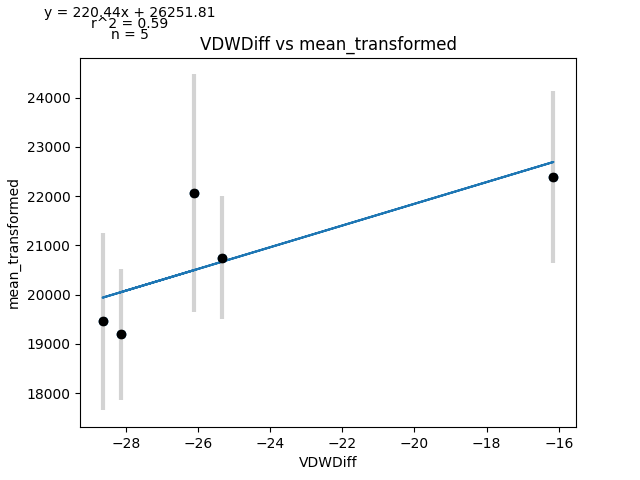 y = 220.44x + 26251.81
r^2 = 0.59
n = 5
VDWDiff vs mean_transformed
mean_transformed
24000
23000
22000
21000
20000
19000
18000
−28
−26
−24
−22
−20
−18
−16
VDWDiff